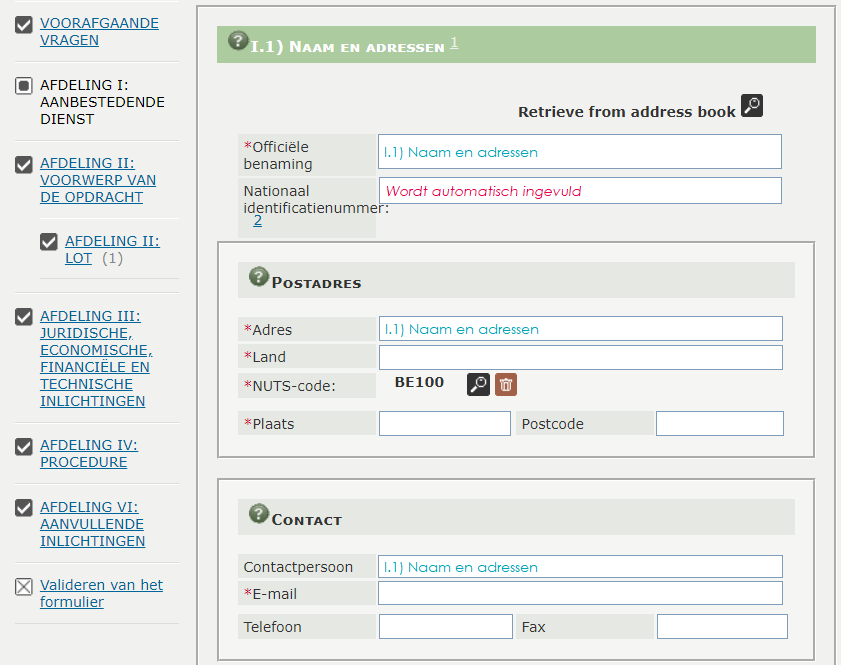 VOORAFGAANDE
VRAGEN
AFDELING I:
AANBESTEDENDE
DIENST
AFDELING II:
VOORWERP VAN
DE OPDRACHT
AFDELING II:
LOT (1)
AFDELING III:
JURIDISCHE,
ECONOMISCHE,
FINANCIËLE EN
TECHNISCHE
INLICHTINGEN
AFDELING IV:
PROCEDURE
AFDELING VI:
AANVULLENDE
INLICHTINGEN
Valideren van het
formulier
? I.1) NAAM EN ADRESSEN 1
Retrieve from address book
*Officiële
benaming
I.1) Naam en adressen
Nationaal
identificatienummer:
2
Wordt automatisch ingevuld
? POSTADRES
*Adres I.1) Naam en adressen
*Land
*NUTS-code: BE100
*Plaats Postcode
? CONTACT
Contactpersoon I.1) Naam en adressen
*E-mail
Telefoon Fax